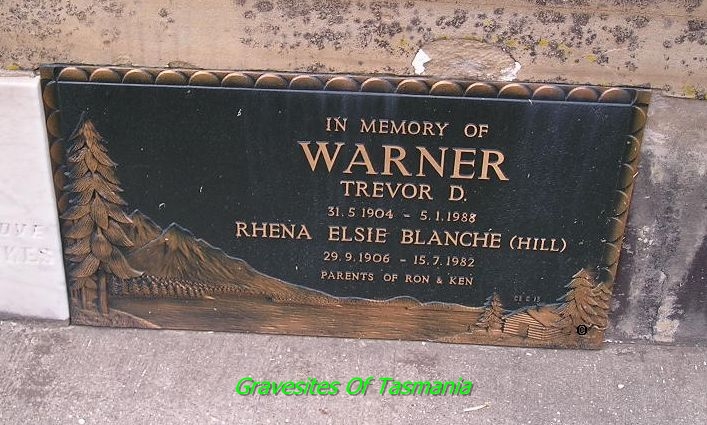 IN MEMORY OF
WARNER
TREVOR D.
31.5.1904 - 5.1.1988
RHENA ELSIE BLANCHE (HILL)
29.9.1906 - 15.7.1982
PARENTS OF RON & KEN
Gravesites Of Tasmania